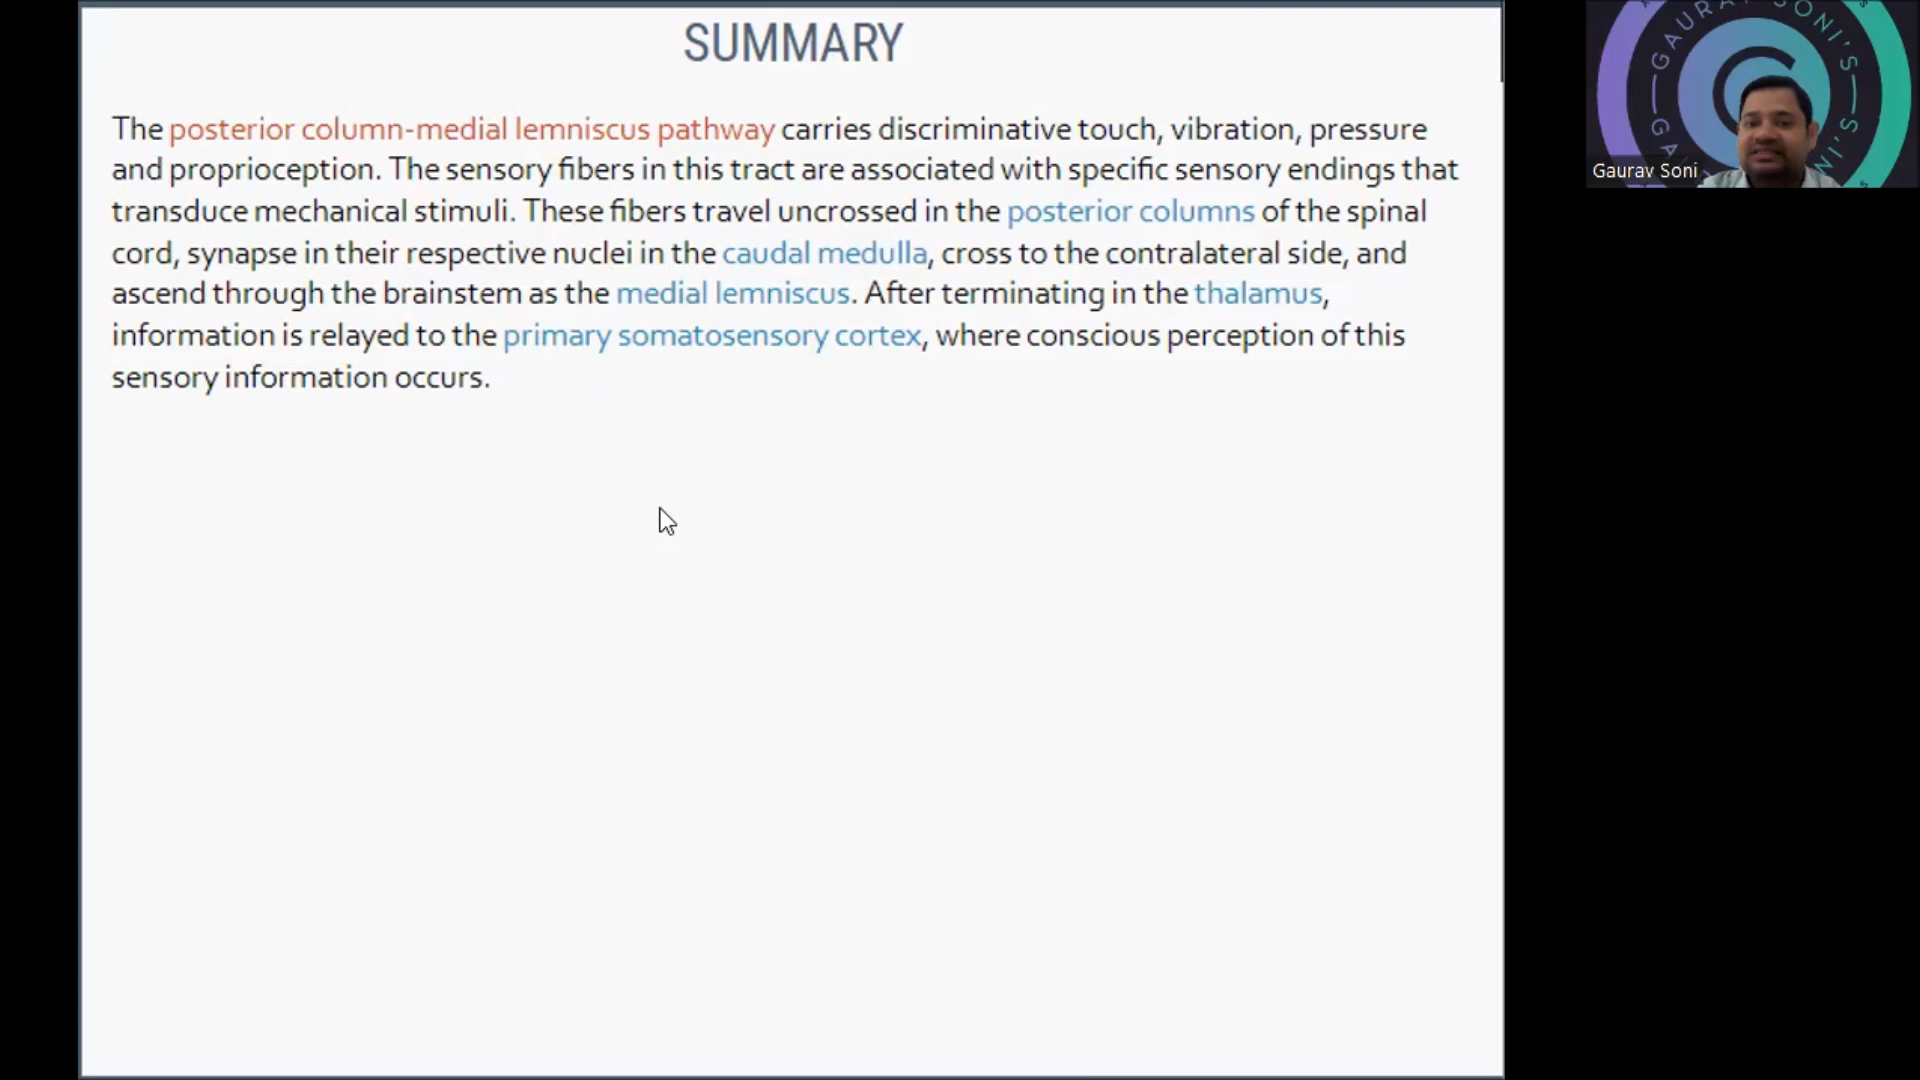 SUMMARY
The posterior column-medial lemniscus pathway carries discriminative touch, vibration, pressure
and proprioception. The sensory fibers in this tract are associated with specific sensory endings that
transduce mechanical stimuli. These fibers travel uncrossed in the posterior columns of the spinal
cord, synapse in their respective nuclei in the caudal medulla, cross to the contralateral side, and
ascend through the brainstem as the medial lemniscus. After terminating in the thalamus,
information is relayed to the primary somatosensory cortex, where conscious perception of this
sensory information occurs.
GAURAV SONI'S
Gaurav Soni